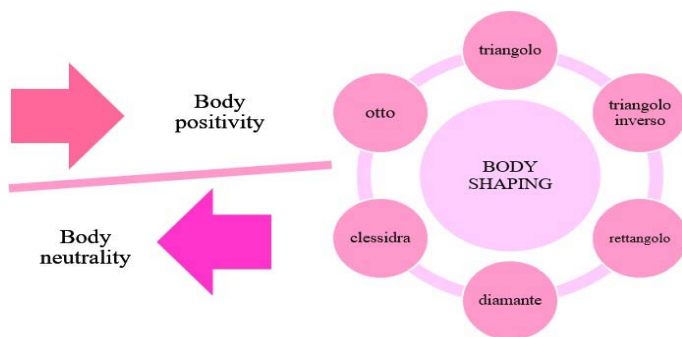 Body
positivity
Body
neutrality
triangolo
triangolo
inverso
rettangolo
diamante
clessidra
otto
BODY
SHAPING